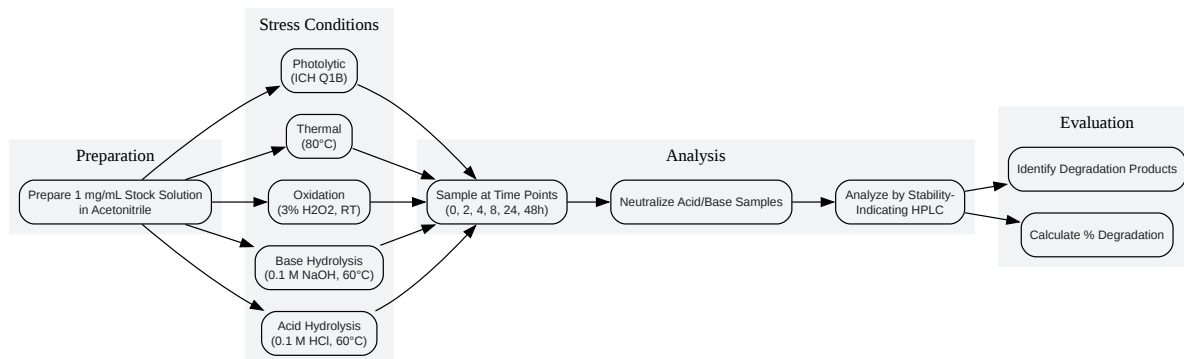 Preparation
Prepare 1 mg/mL Stock Solution
in Acetonitrile
Stress Conditions
Photolytic
(ICH Q1B)
Thermal
(80°C)
Oxidation
(3% H2O2, RT)
Base Hydrolysis
(0.1 M NaOH, 60°C)
Acid Hydrolysis
(0.1 M HCl, 60°C)
Analysis
Sample at Time Points
(0, 2, 4, 8, 24, 48h)
Neutralize Acid/Base Samples
Analyze by Stability-
Indicating HPLC
Evaluation
Identify Degradation Products
Calculate % Degradation